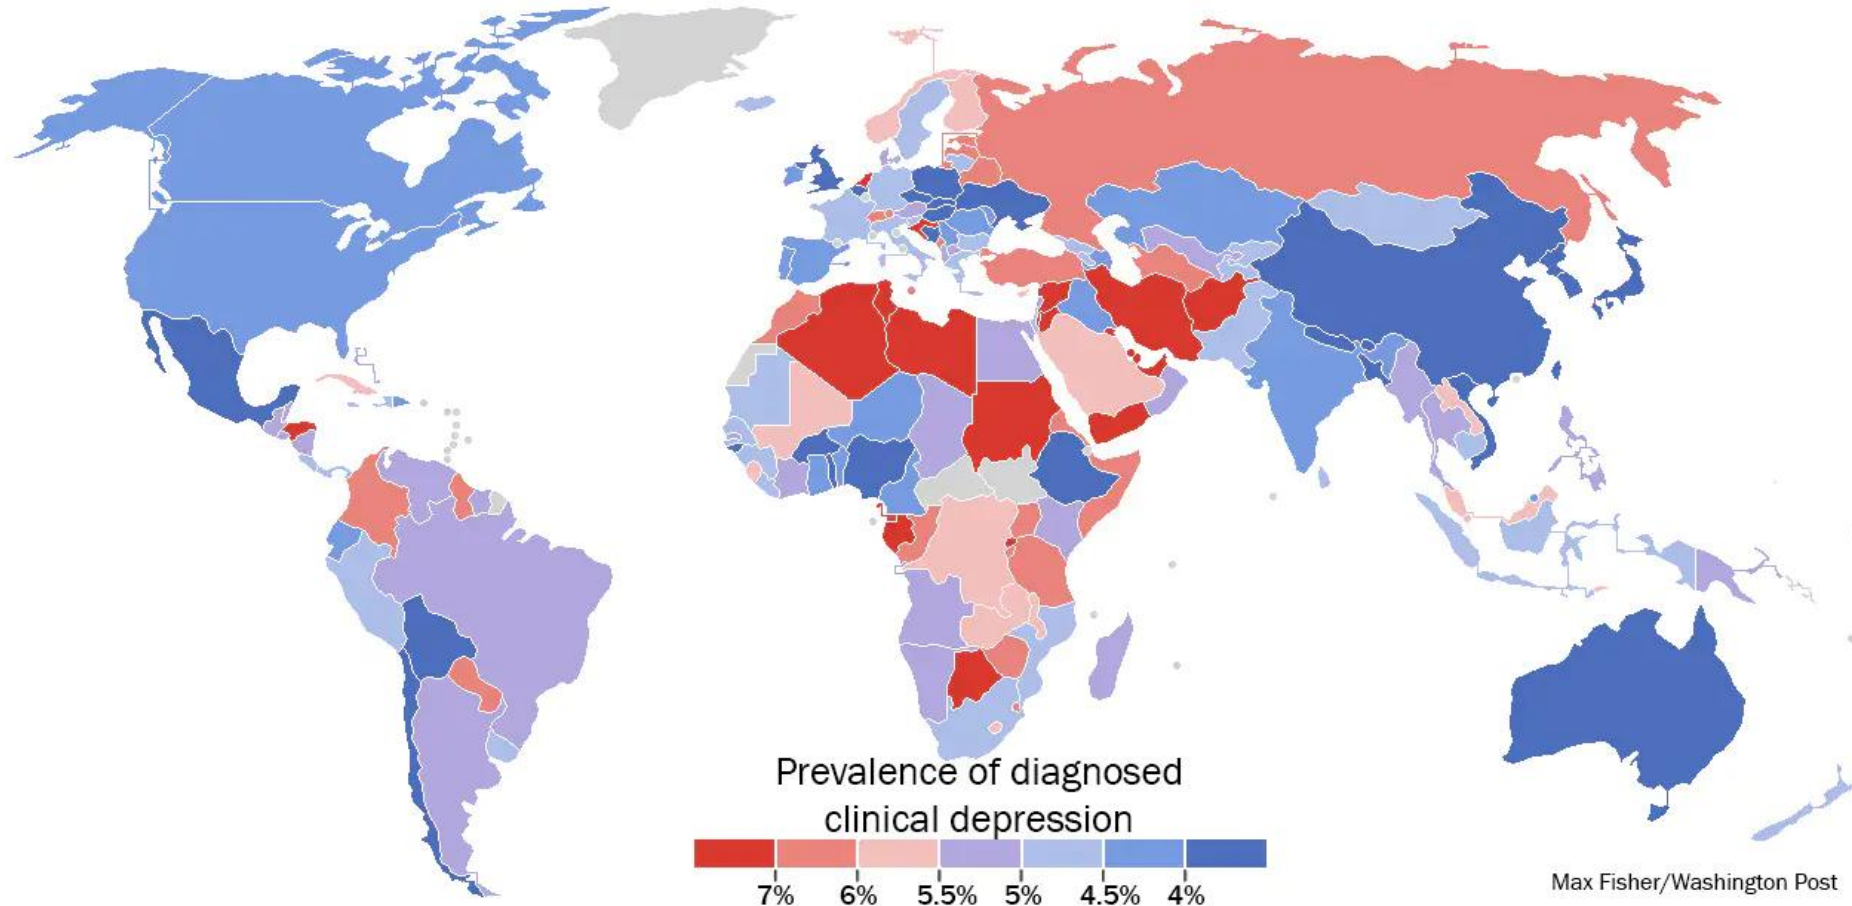 Prevalence of diagnosed
clinical depression
7% 6% 5.5% 5% 4.5% 4%
Max Fisher/Washington Post